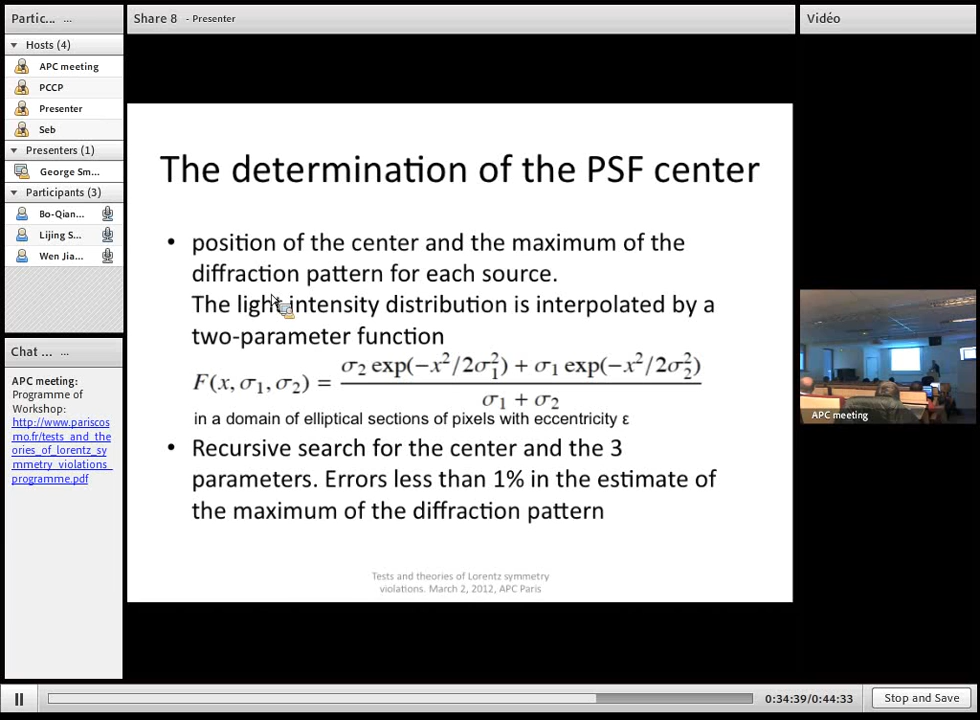 Partic... ...
Hosts (4)
APC meeting
PCCP
Presenter
Seb
Presenters (1)
George Sm...
Participants (3)
Bo-Qian...
Lijing S...
Wen Jia...
Chat ... ...
APC meeting:
Programme of
Workshop:
http://www.pariscos
mo.fr/tests_and_the
ories_of_lorentz_sy
mmetry_violations_
programme.pdf
Share 8 - Presenter
The determination of the PSF center
• position of the center and the maximum of the
diffraction pattern for each source.
The light intensity distribution is interpolated by a
two-parameter function
F(x, σ₁, σ₂) = (σ₂ exp(−x²/2σ₁²) + σ₁ exp(−x²/2σ₂²)) / (σ₁ + σ₂)
in a domain of elliptical sections of pixels with eccentricity ε
• Recursive search for the center and the 3
parameters. Errors less than 1% in the estimate of
the maximum of the diffraction pattern
Tests and theories of Lorentz symmetry
violations. March 2, 2012, APC Paris
Vidéo
APC meeting
0:34:39/0:44:33
Stop and Save